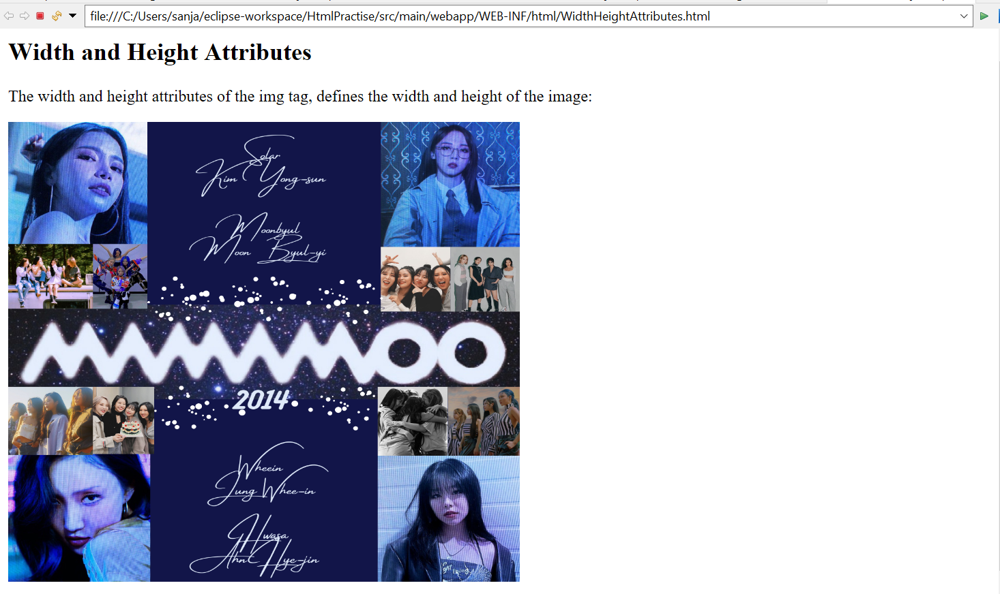 file:///C:/Users/sanja/eclipse-workspace/HtmlPractise/src/main/webapp/WEB-INF/html/WidthHeightAttributes.html
Width and Height Attributes
The width and height attributes of the img tag, defines the width and height of the image:
Solar
Kim Yong-sun
Moonbyul
Moon Byul-yi
MAMAMOO
2014
Wheein
Jung Whee-in
Hwasa
Ahn Hye-jin